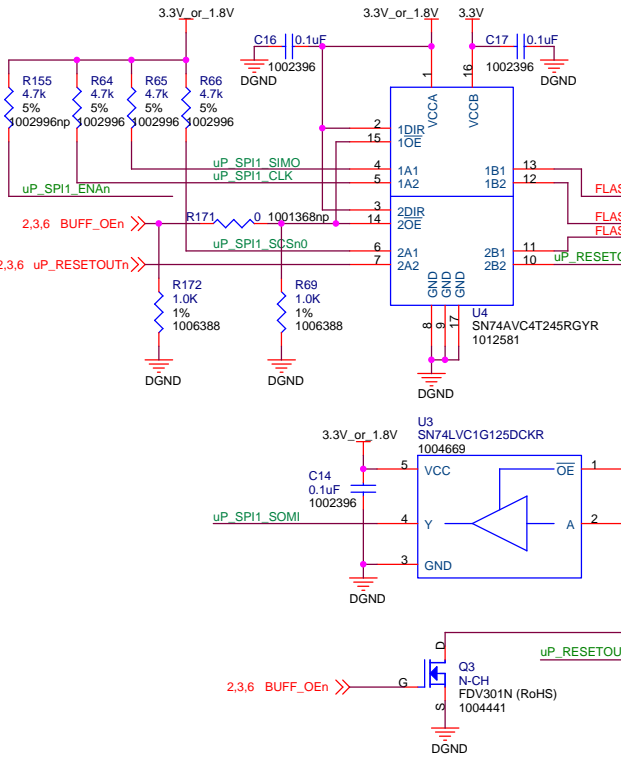 3.3V_or_1.8V
3.3V_or_1.8V
3.3V
C16
0.1uF
1002396
DGND
C17
0.1uF
1002396
DGND
R155
4.7k
5%
1002996np
R64
4.7k
5%
1002996
R65
4.7k
5%
1002996
R66
4.7k
5%
1002996
1
VCCA
16
VCCB
2
1DIR
15
1OE
uP_SPI1_SIMO
4
1A1
1B1
13
uP_SPI1_CLK
5
1A2
1B2
12
uP_SPI1_ENAn
FLAS
3
2DIR
2,3,6 BUFF_OEn
R171
0
1001368np
14
2OE
FLAS
FLAS
uP_SPI1_SCSn0
6
2A1
2B1
11
2,3,6 uP_RESETOUTn
7
2A2
2B2
10
uP_RESETO
GND
GND
GND
8
9
17
R172
1.0K
1%
1006388
DGND
R69
1.0K
1%
1006388
DGND
U4
SN74AVC4T245RGYR
1012581
DGND
U3
SN74LVC1G125DCKR
1004669
3.3V_or_1.8V
5
VCC
OE
1
C14
0.1uF
1002396
uP_SPI1_SOMI
4
Y
A
2
3
GND
DGND
D
uP_RESETOU
Q3
N-CH
FDV301N (RoHS)
1004441
2,3,6 BUFF_OEn
G
S
DGND